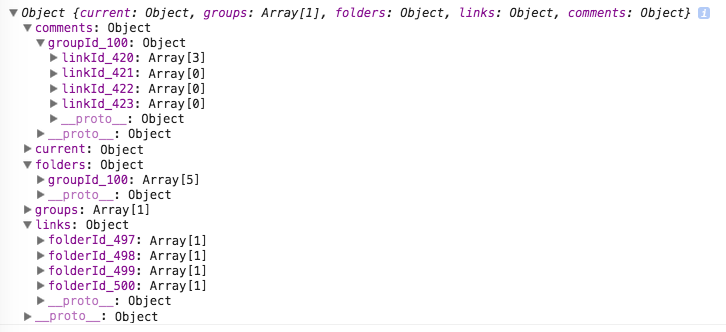 ▼Object {current: Object, groups: Array[1], folders: Object, links: Object, comments: Object} i
▼comments: Object
▼groupId_100: Object
▶linkId_420: Array[3]
▶linkId_421: Array[0]
▶linkId_422: Array[0]
▶linkId_423: Array[0]
▶__proto__: Object
▶__proto__: Object
▶current: Object
▼folders: Object
▶groupId_100: Array[5]
▶__proto__: Object
▶groups: Array[1]
▼links: Object
▶folderId_497: Array[1]
▶folderId_498: Array[1]
▶folderId_499: Array[1]
▶folderId_500: Array[1]
▶__proto__: Object
▶__proto__: Object